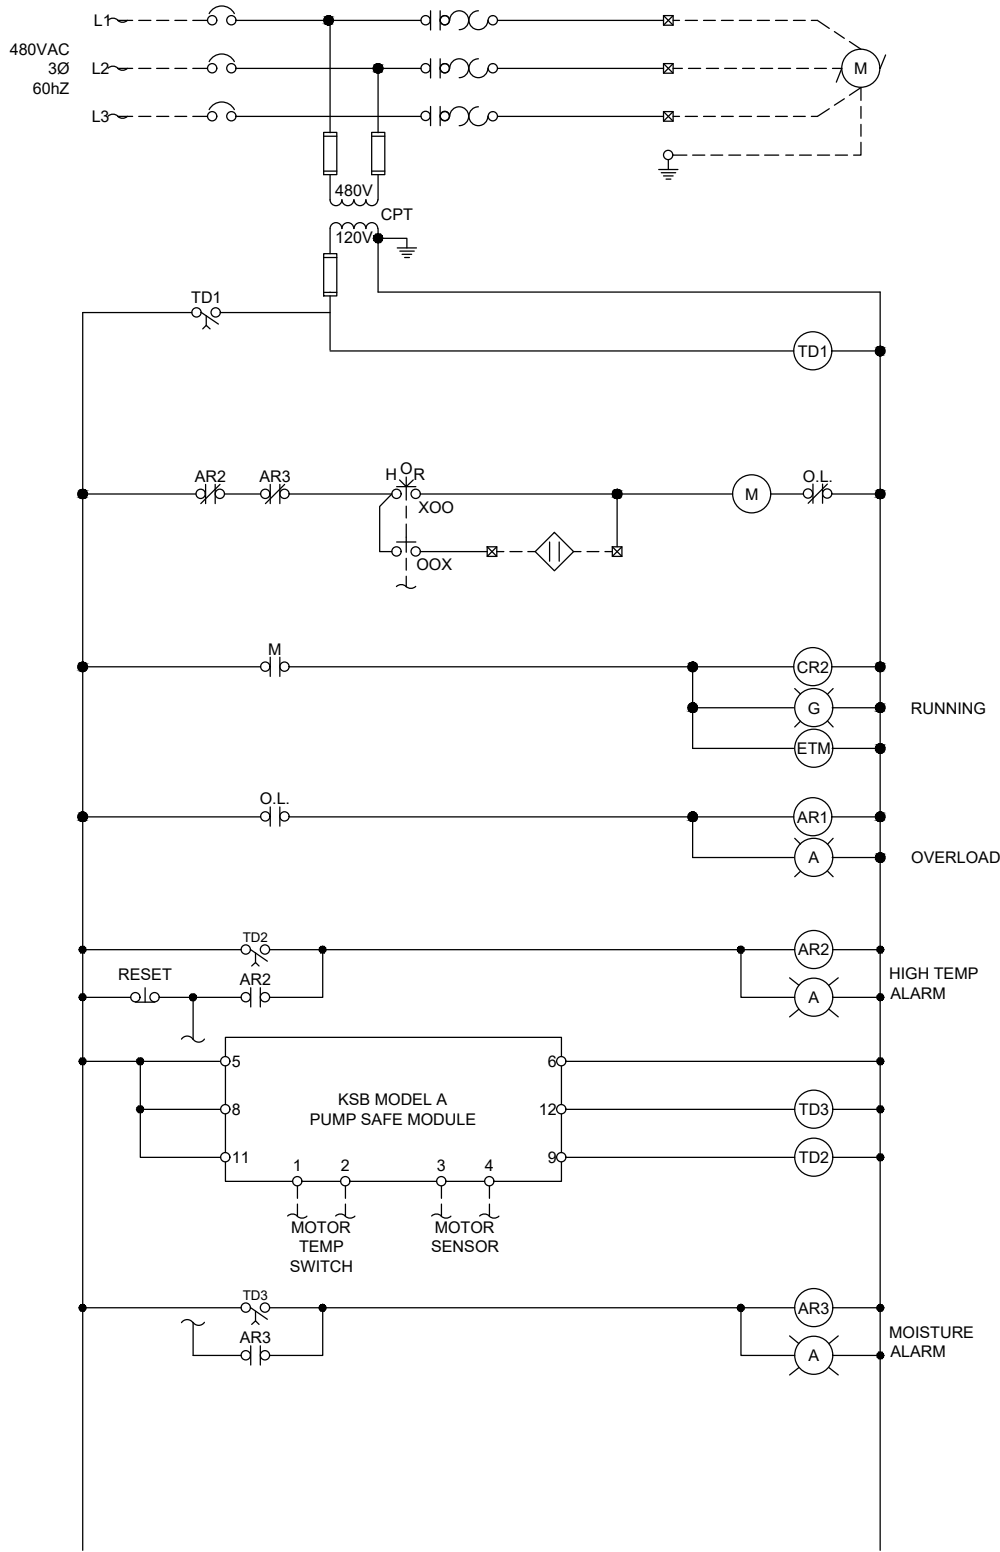 L1
480VAC
3Ø
60hZ
L2
M
L3
480V
CPT
120V
TD1
TD1
AR2
AR3
H O R
XOO
M
O.L.
OOX
M
CR2
G
RUNNING
ETM
O.L.
AR1
A
OVERLOAD
TD2
AR2
HIGH TEMP
ALARM
RESET
AR2
A
5
6
KSB MODEL A
PUMP SAFE MODULE
8
12
TD3
11
9
TD2
1
2
3
4
MOTOR
TEMP
SWITCH
MOTOR
SENSOR
TD3
AR3
MOISTURE
ALARM
AR3
A